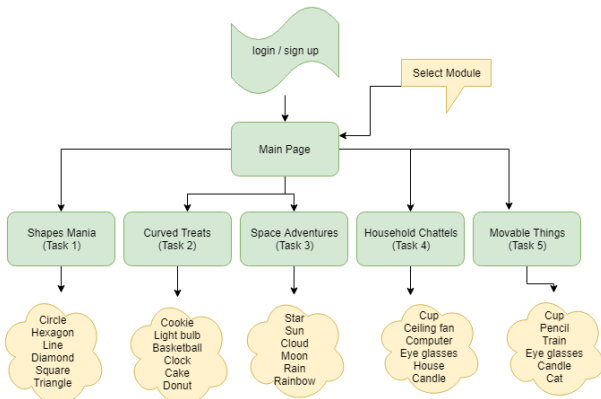 login / sign up
Select Module
Main Page
Shapes Mania
(Task 1)
Curved Treats
(Task 2)
Space Adventures
(Task 3)
Household Chattels
(Task 4)
Movable Things
(Task 5)
Circle
Hexagon
Line
Diamond
Square
Triangle
Cookie
Light bulb
Basketball
Clock
Cake
Donut
Star
Sun
Cloud
Moon
Rain
Rainbow
Cup
Ceiling fan
Computer
Eye glasses
House
Candle
Cup
Pencil
Train
Eye glasses
Candle
Cat